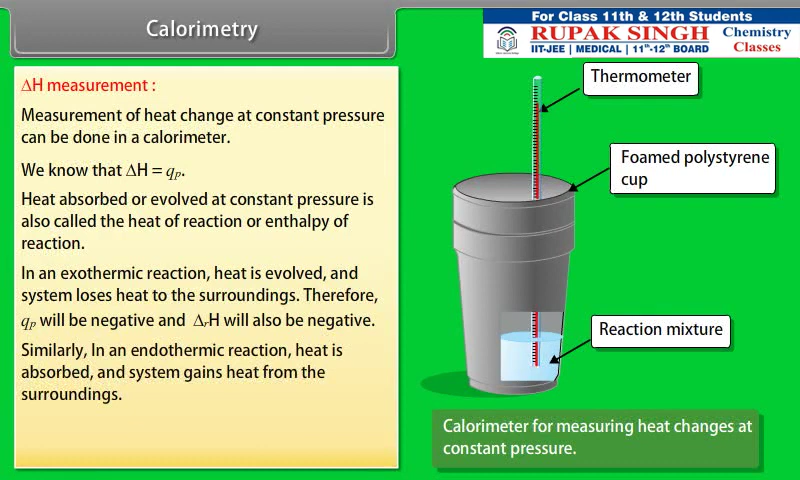 Calorimetry
For Class 11th & 12th Students
RUPAK SINGH
Chemistry
Classes
IIT-JEE | MEDICAL | 11th-12th BOARD
ΔH measurement :
Measurement of heat change at constant pressure
can be done in a calorimeter.
We know that ΔH = qp.
Heat absorbed or evolved at constant pressure is
also called the heat of reaction or enthalpy of
reaction.
In an exothermic reaction, heat is evolved, and
system loses heat to the surroundings. Therefore,
qp will be negative and ΔrH will also be negative.
Similarly, In an endothermic reaction, heat is
absorbed, and system gains heat from the
surroundings.
Thermometer
Foamed polystyrene
cup
Reaction mixture
Calorimeter for measuring heat changes at
constant pressure.